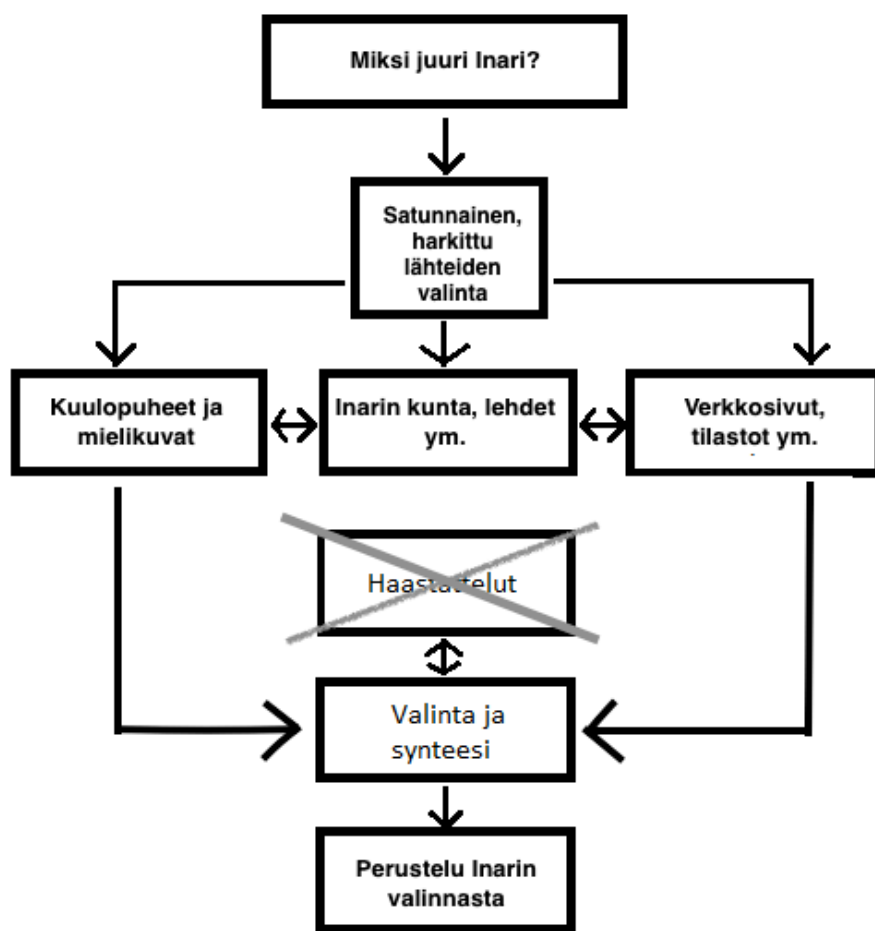 Miksi juuri Inari?
Satunnainen,
harkittu
lähteiden
valinta
Kuulopuheet ja
mielikuvat
Inarin kunta, lehdet
ym.
Verkkosivut,
tilastot ym.
Haastattelut
Valinta ja
synteesi
Perustelu Inarin
valinnasta